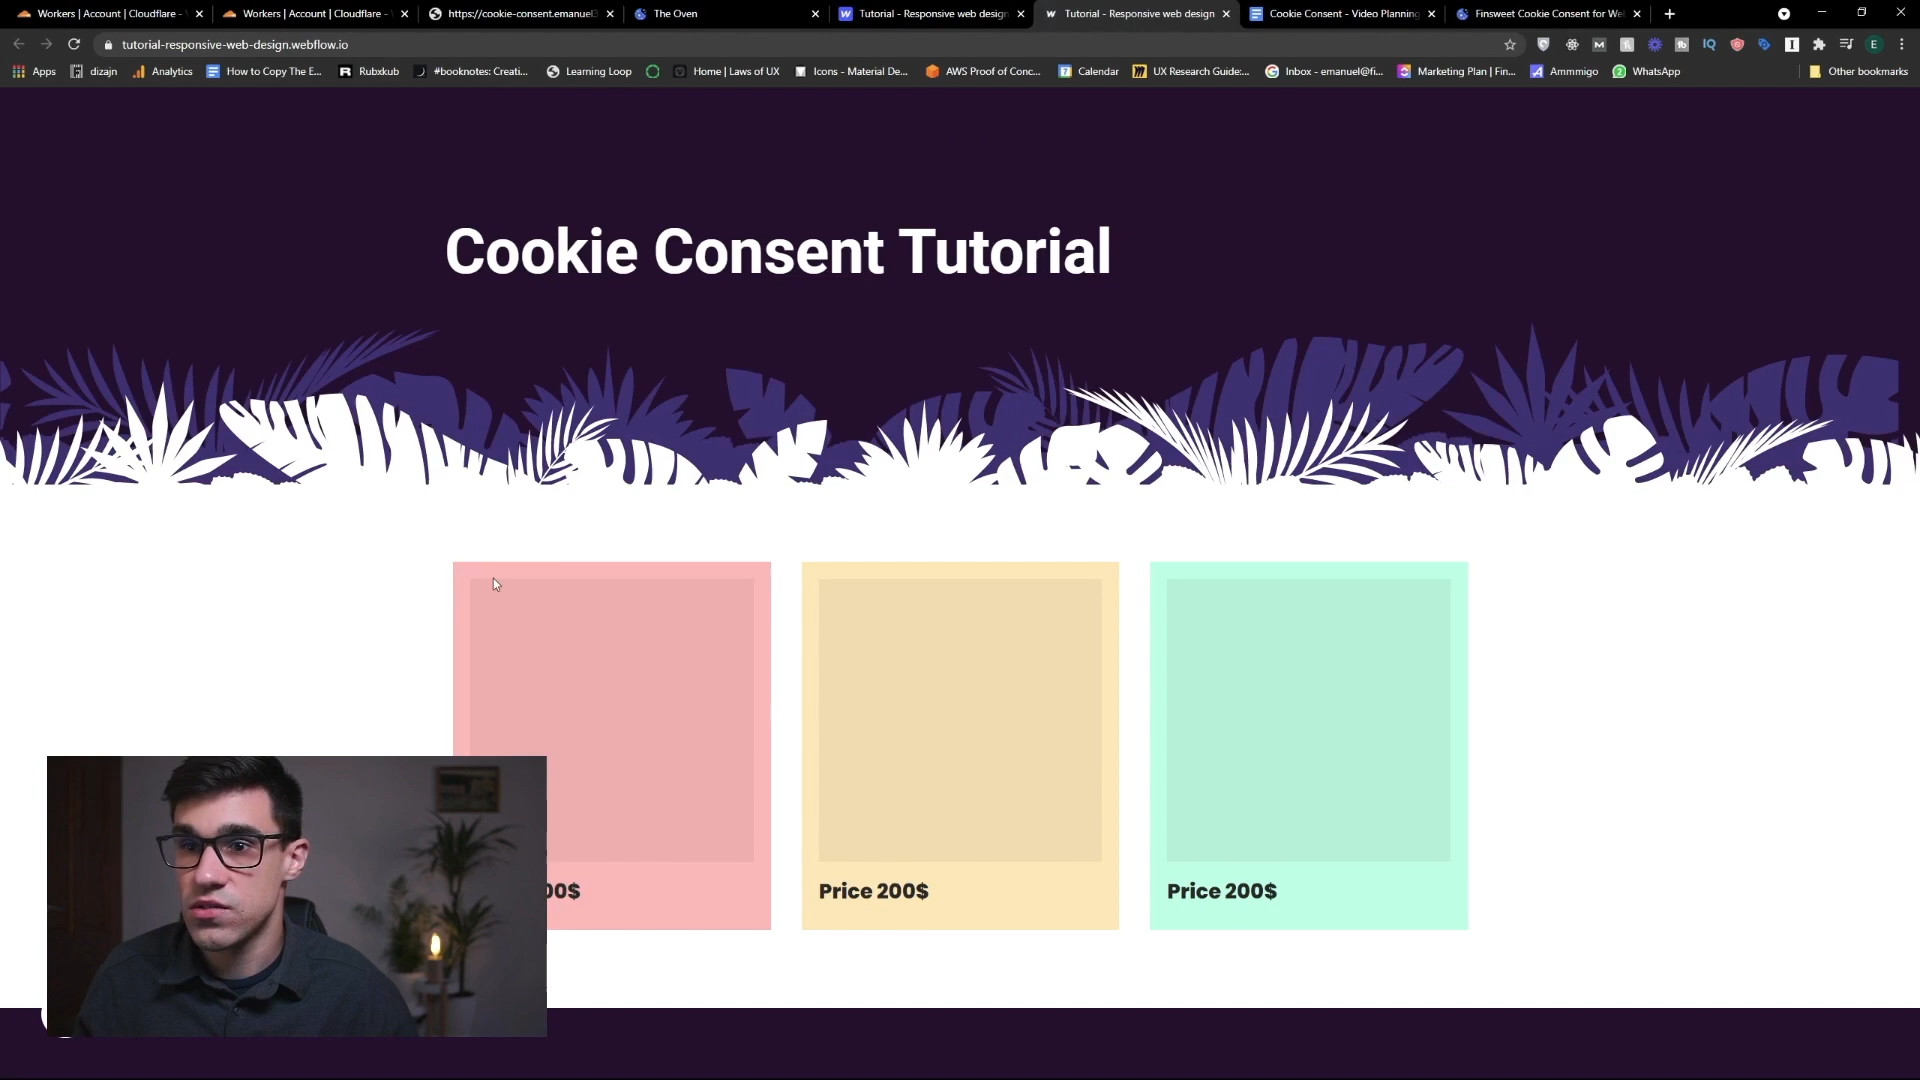 Workers | Account | Cloudflare -
Workers | Account | Cloudflare -
https://cookie-consent.emanuel
The Oven
Tutorial - Responsive web design
Tutorial - Responsive web design
Cookie Consent - Video Planning
Finsweet Cookie Consent for We
tutorial-responsive-web-design.webflow.io
Apps
dizajn
Analytics
How to Copy The E...
Rubxkub
#booknotes: Creati...
Learning Loop
Home | Laws of UX
Icons - Material De...
AWS Proof of Conc...
Calendar
UX Research Guide:...
Inbox - emanuel@fi...
Marketing Plan | Fin...
Ammmigo
WhatsApp
Other bookmarks
Cookie Consent Tutorial
00$
Price 200$
Price 200$